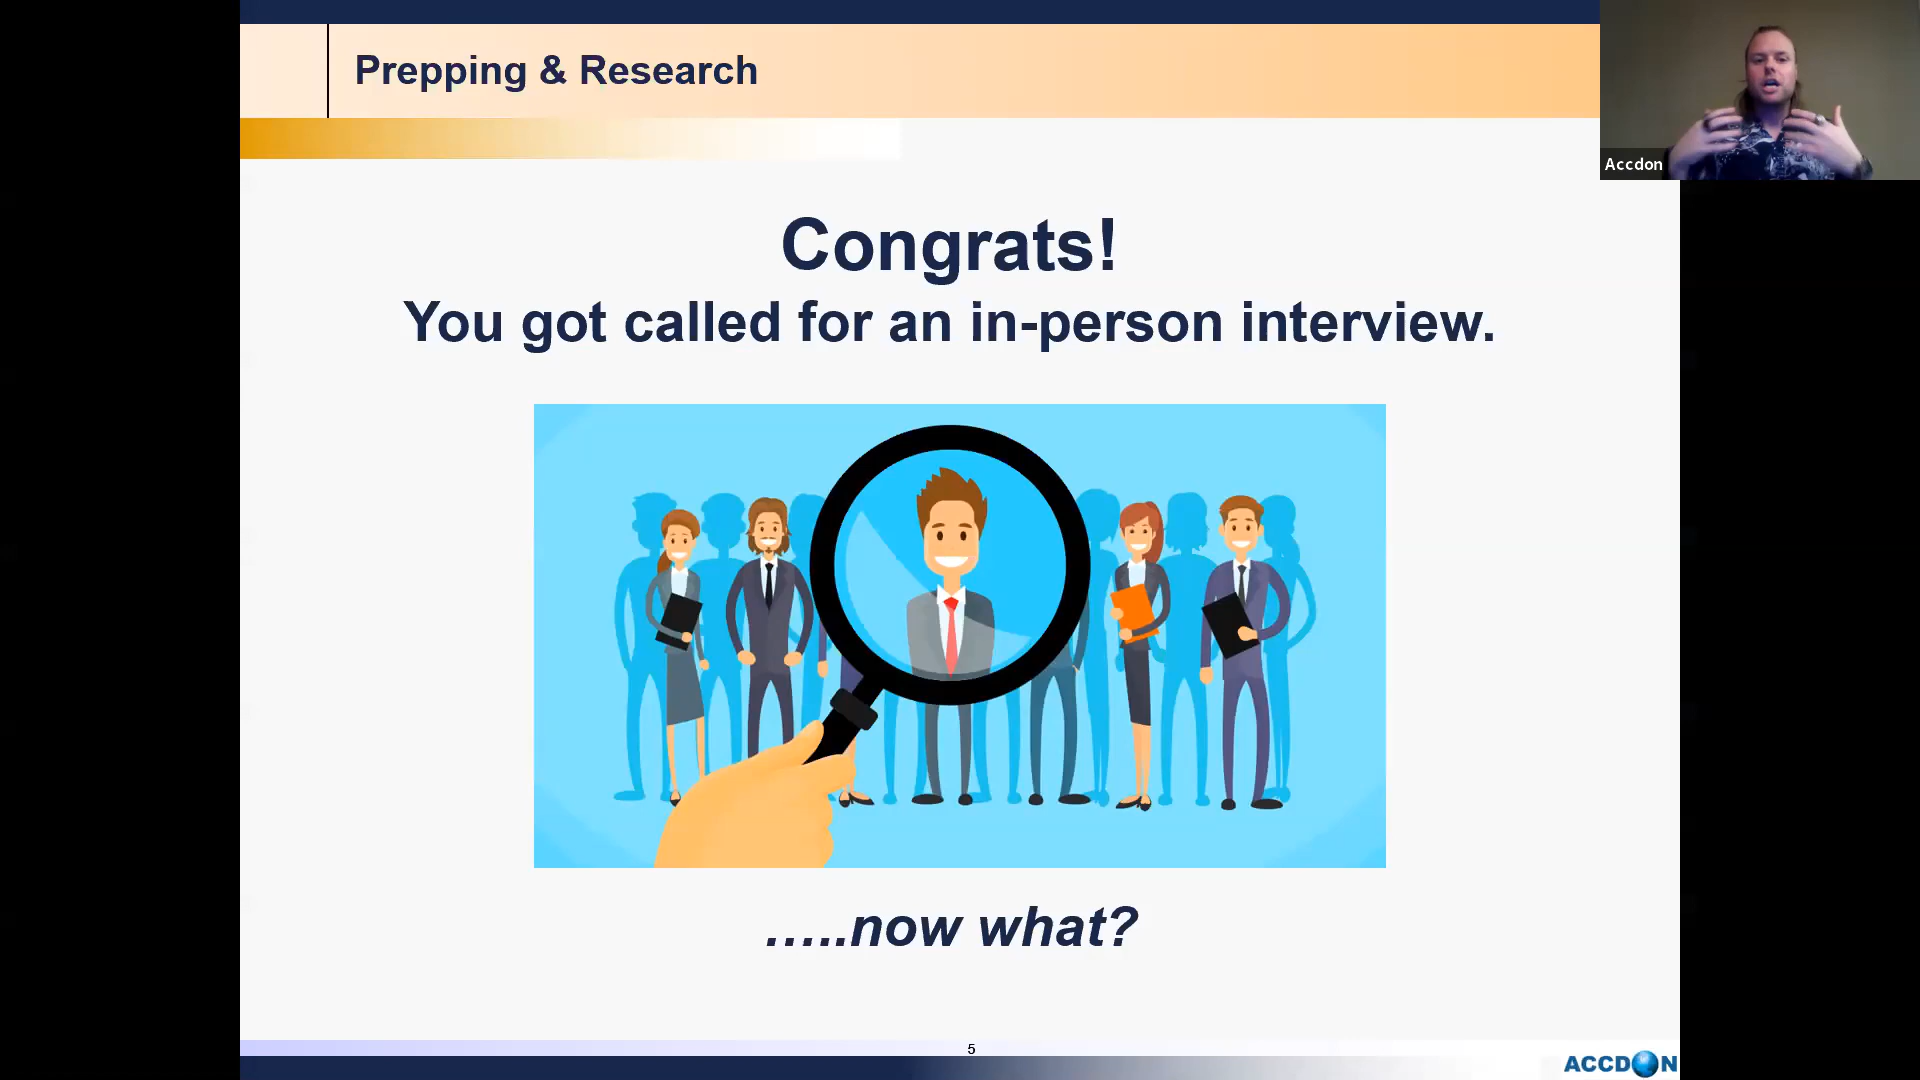 Prepping & Research
Accdon
Congrats!
You got called for an in-person interview.
…..now what?
5
ACCDON